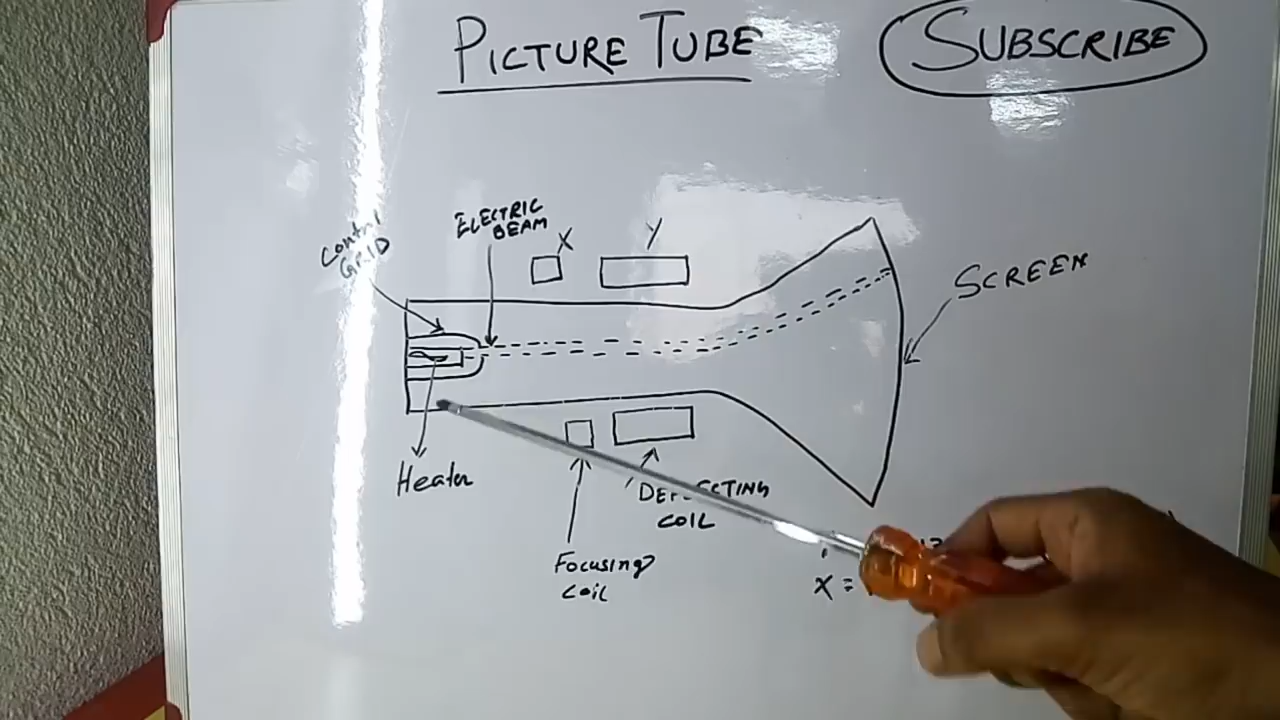 PICTURE TUBE
SUBSCRIBE
Control
GRID
ELECTRIC
BEAM
X
Y
SCREEN
Heater
COIL
Focusing
coil
X =